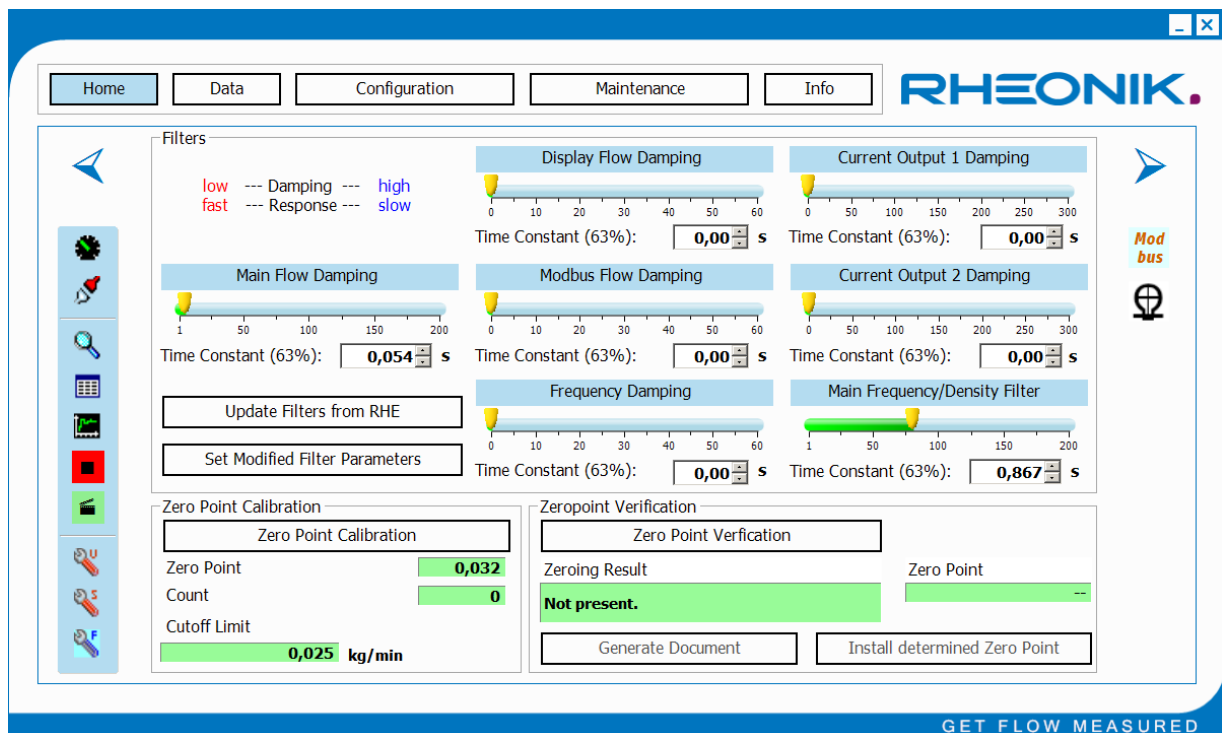 Home
Data
Configuration
Maintenance
Info
RHEONIK.
Filters
low --- Damping --- high
fast --- Response --- slow
Display Flow Damping
0 10 20 30 40 50 60
Time Constant (63%): 0,00 s
Current Output 1 Damping
0 50 100 150 200 250 300
Time Constant (63%): 0,00 s
Mod
bus
Main Flow Damping
1 50 100 150 200
Time Constant (63%): 0,054 s
Modbus Flow Damping
0 10 20 30 40 50 60
Time Constant (63%): 0,00 s
Current Output 2 Damping
0 50 100 150 200 250 300
Time Constant (63%): 0,00 s
Update Filters from RHE
Set Modified Filter Parameters
Frequency Damping
0 10 20 30 40 50 60
Time Constant (63%): 0,00 s
Main Frequency/Density Filter
1 50 100 150 200
Time Constant (63%): 0,867 s
U
S
F
Zero Point Calibration
Zero Point Calibration
Zero Point 0,032
Count 0
Cutoff Limit
0,025 kg/min
Zeropoint Verification
Zero Point Verfication
Zeroing Result
Not present.
Zero Point
--
Generate Document
Install determined Zero Point
GET FLOW MEASURED